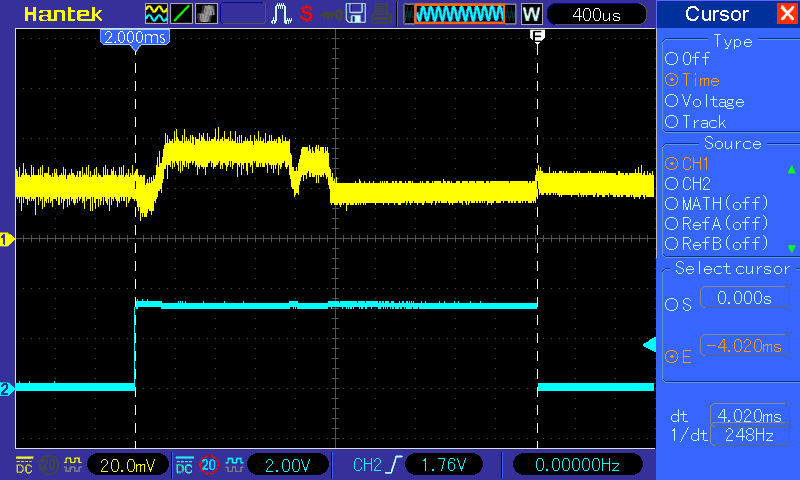 Hantek S W 400us
2.000ms
E
1
2
Cursor
Type
Off
Time
Voltage
Track
Source
CH1
CH2
MATH(off)
RefA(off)
RefB(off)
Select cursor
S 0.000s
E -4.020ms
dt 4.020ms
1/dt 248Hz
DC 20 20.0mV DC 20 2.00V CH2 1.76V 0.00000Hz